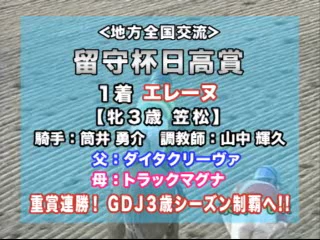 <地方全国交流>
留守杯日高賞
1着 エレーヌ
【牝3歳 笠松】
騎手：筒井 勇介　調教師：山中 輝久
父：ダイタクリーヴァ
母：トラックマグナ
重賞連勝！GDJ3歳シーズン制覇へ!!